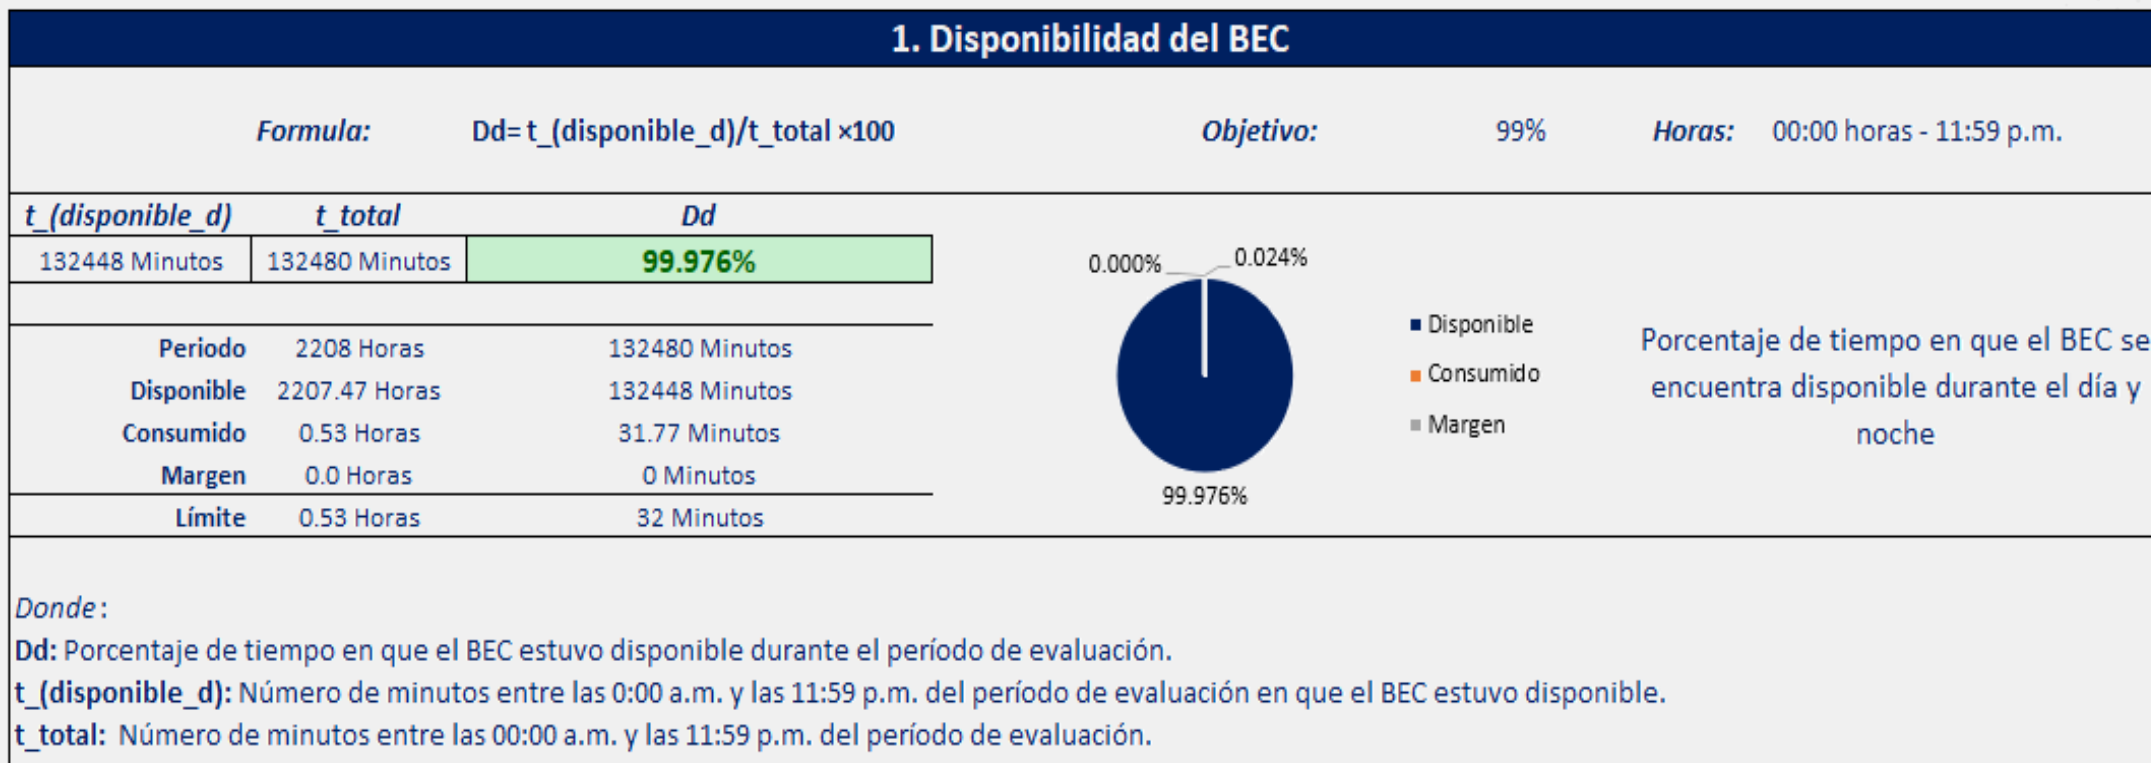 1. Disponibilidad del BEC
Formula: Dd= t_(disponible_d)/t_total ×100 Objetivo: 99% Horas: 00:00 horas - 11:59 p.m.
t_(disponible_d) t_total Dd
132448 Minutos 132480 Minutos 99.976%
Periodo 2208 Horas 132480 Minutos
Disponible 2207.47 Horas 132448 Minutos
Consumido 0.53 Horas 31.77 Minutos
Margen 0.0 Horas 0 Minutos
Límite 0.53 Horas 32 Minutos
0.000% 0.024%
99.976%
Disponible
Consumido
Margen
Porcentaje de tiempo en que el BEC se
encuentra disponible durante el día y
noche
Donde:
Dd: Porcentaje de tiempo en que el BEC estuvo disponible durante el período de evaluación.
t_(disponible_d): Número de minutos entre las 0:00 a.m. y las 11:59 p.m. del período de evaluación en que el BEC estuvo disponible.
t_total: Número de minutos entre las 00:00 a.m. y las 11:59 p.m. del período de evaluación.